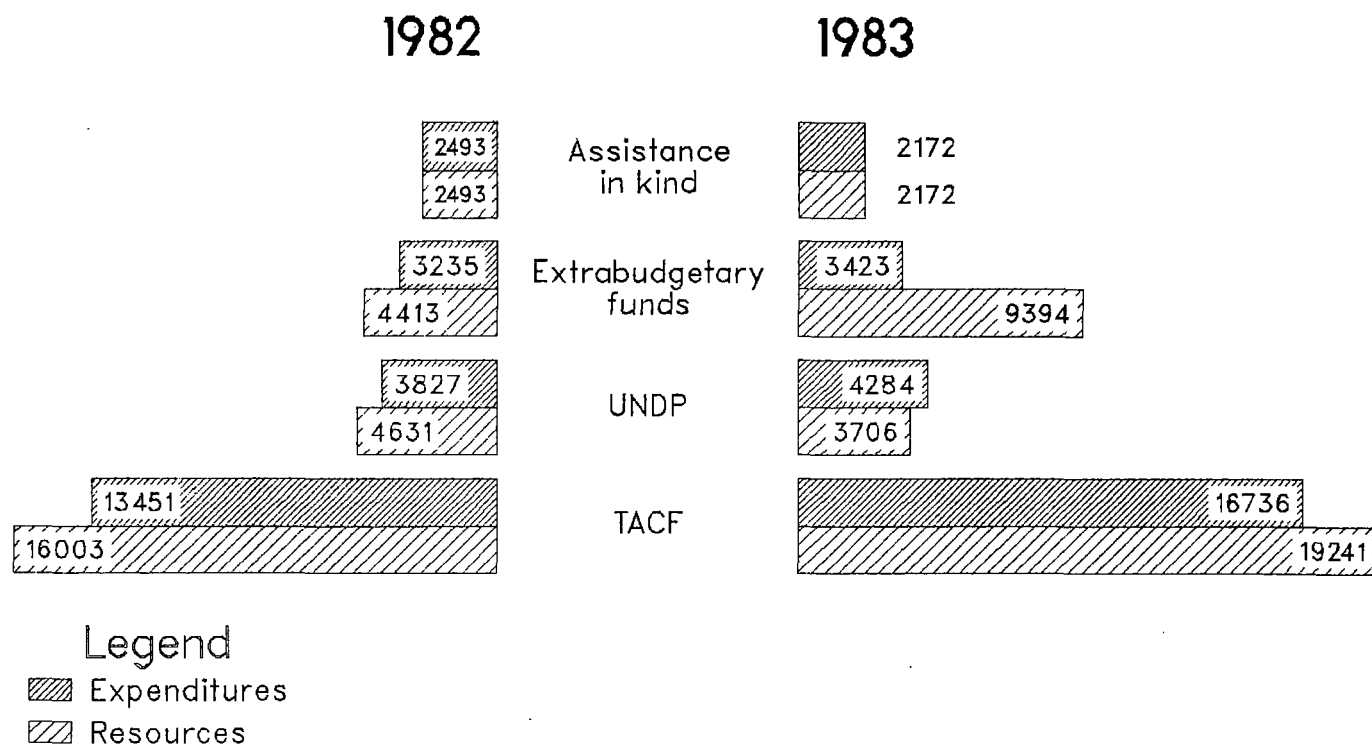 1982 1983
2493 Assistance in kind 2172
2493 2172
3235 Extrabudgetary funds 3423
4413 9394
3827 UNDP 4284
4631 3706
13451 TACF 16736
16003 19241
Legend
Expenditures
Resources